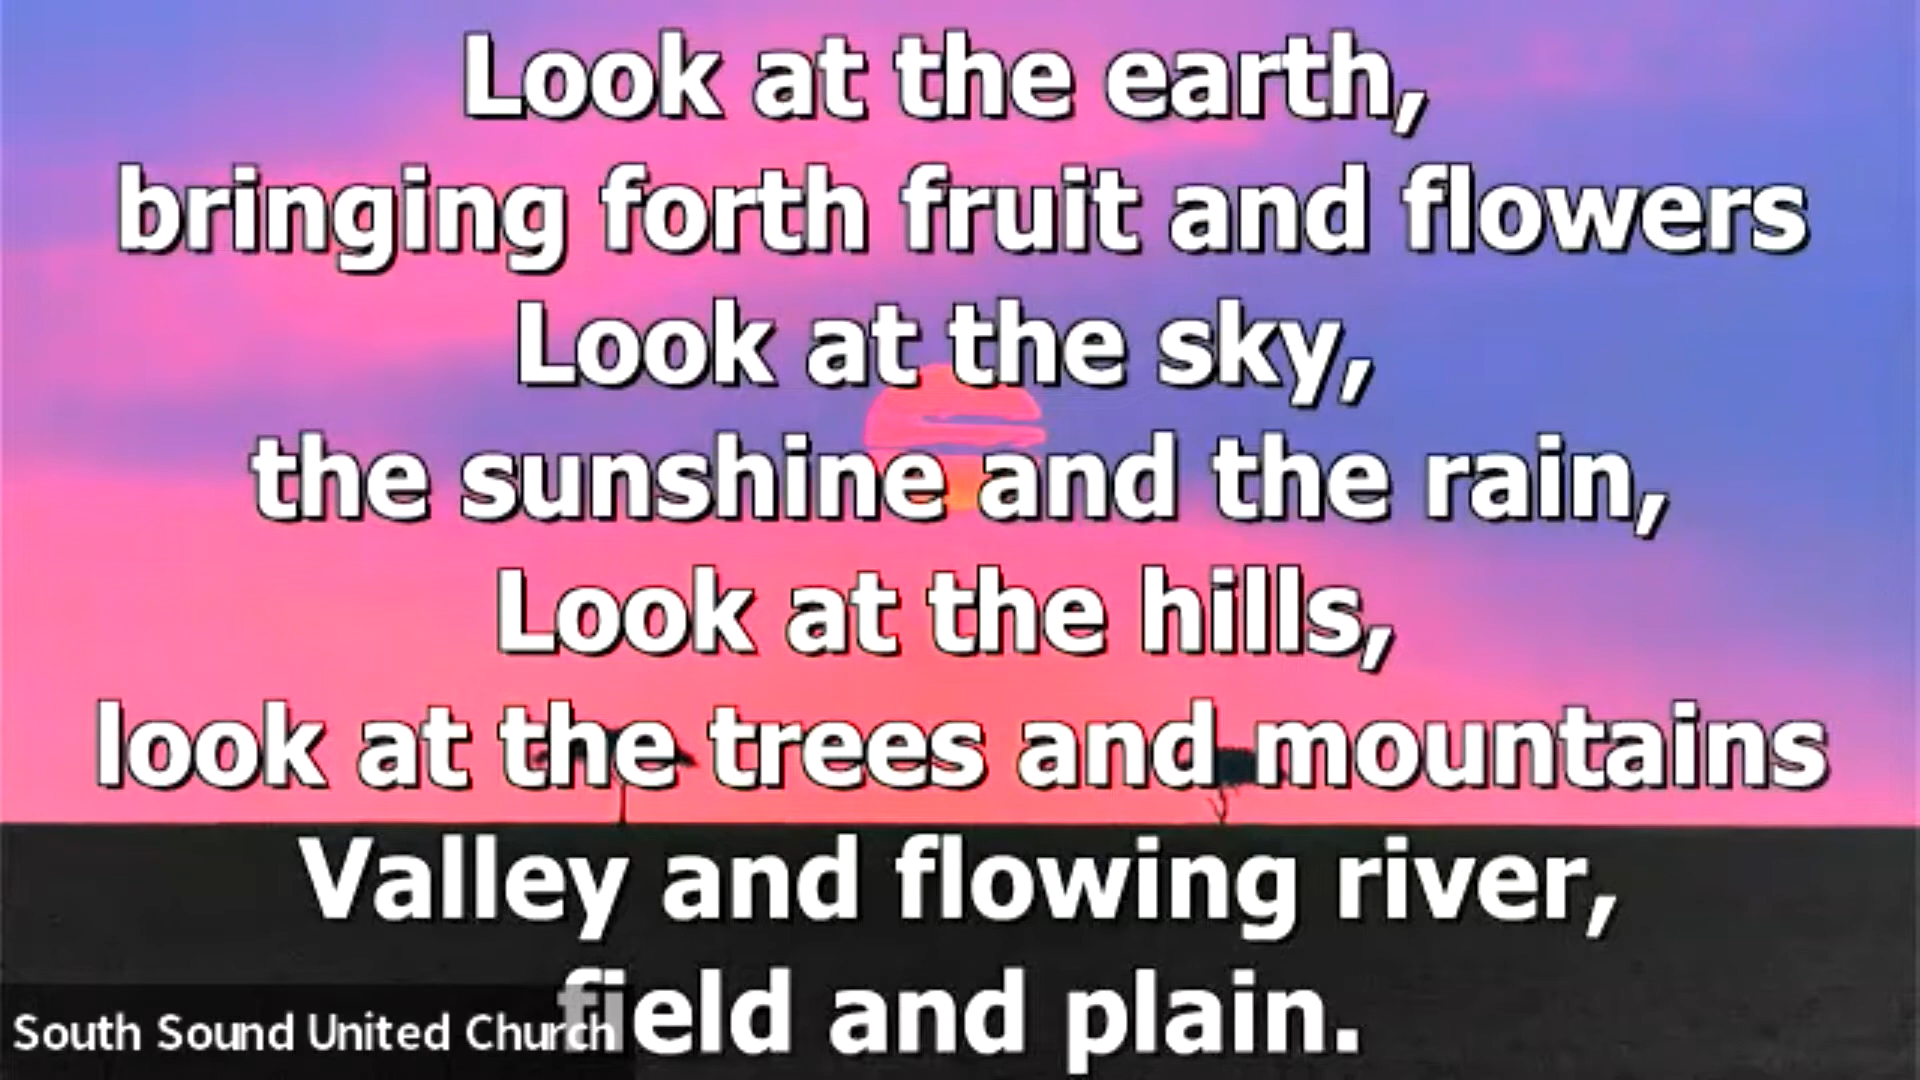 Look at the earth,
bringing forth fruit and flowers
Look at the sky,
the sunshine and the rain,
Look at the hills,
look at the trees and mountains
Valley and flowing river,
field and plain.
South Sound United Church